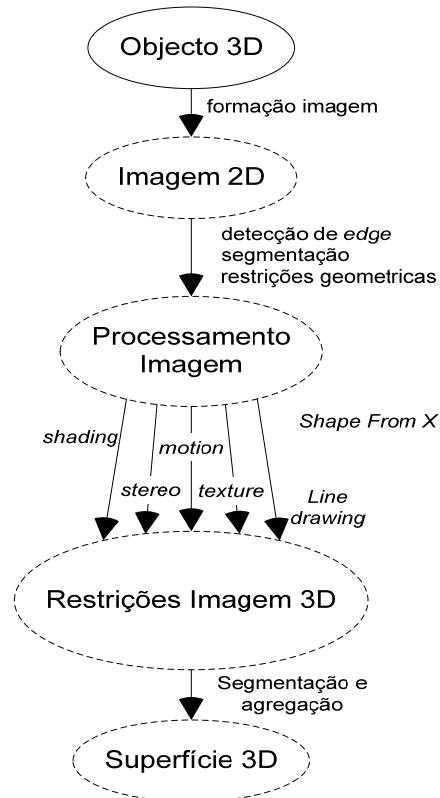 Objecto 3D
formação imagem
Imagem 2D
detecção de edge
segmentação
restrições geometricas
Processamento
Imagem
Shape From X
shading
motion
stereo
texture
Line
drawing
Restrições Imagem 3D
Segmentação e
agregação
Superfície 3D